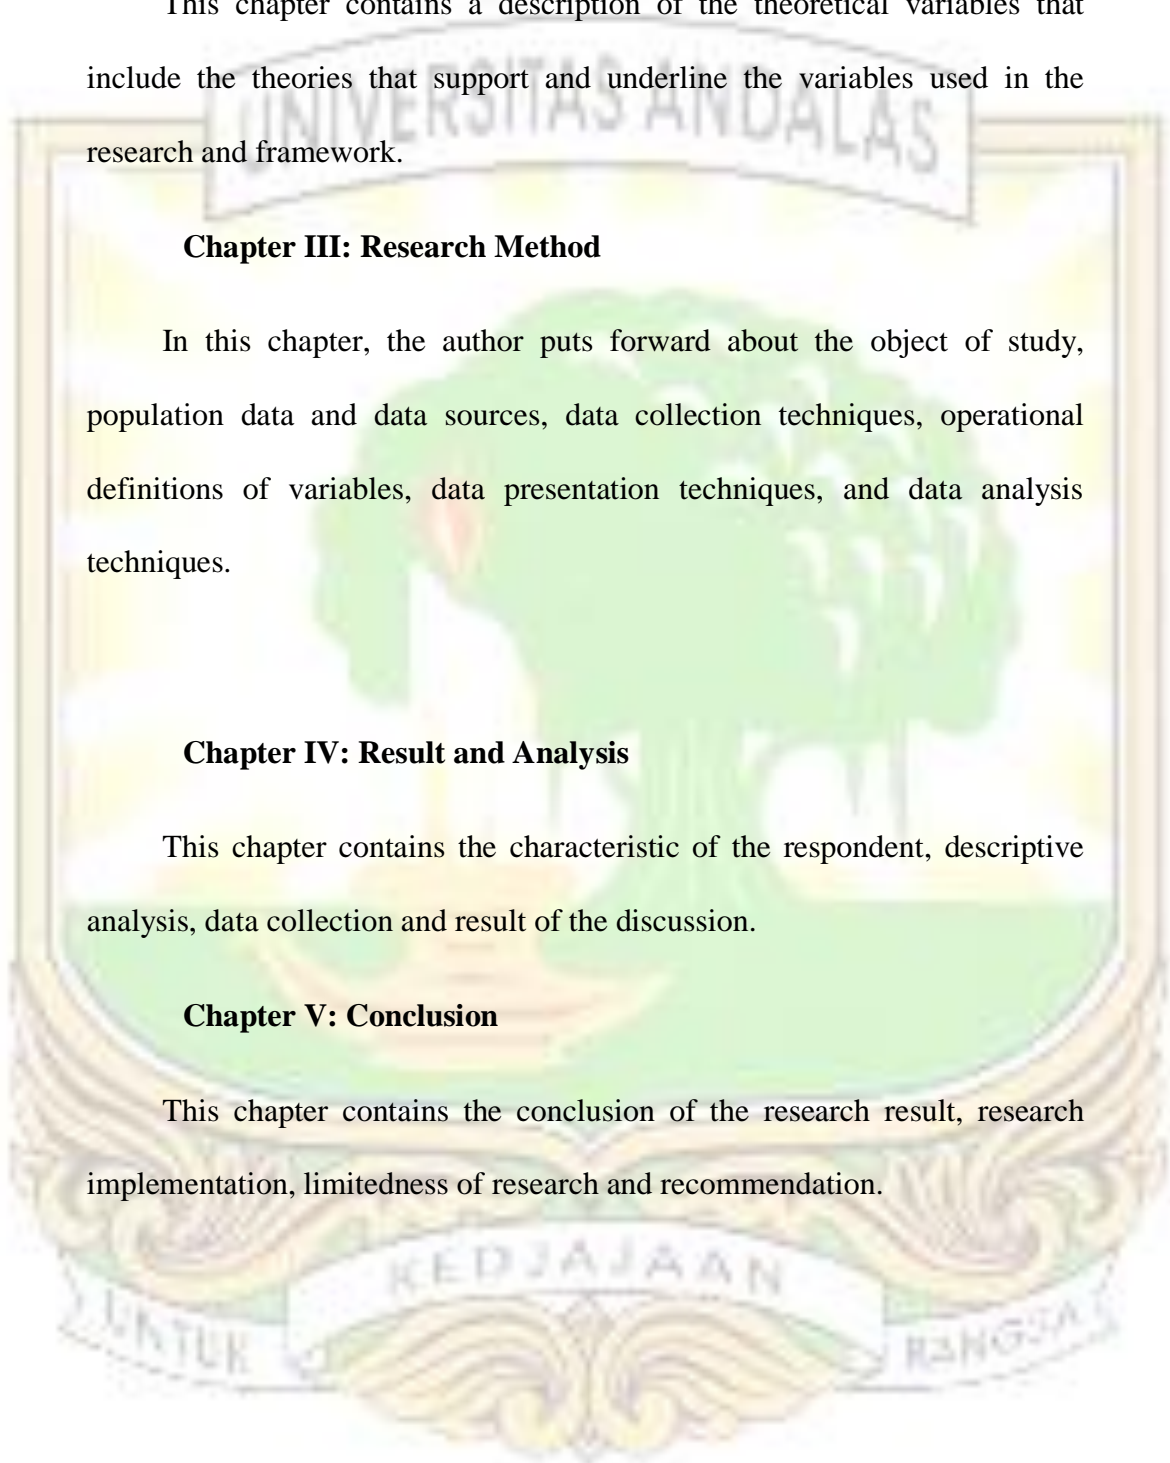 This chapter contains a description of the theoretical variables that
include the theories that support and underline the variables used in the
UNIVERSITAS ANDALAS
research and framework.
Chapter III: Research Method
In this chapter, the author puts forward about the object of study,
population data and data sources, data collection techniques, operational
definitions of variables, data presentation techniques, and data analysis
techniques.
Chapter IV: Result and Analysis
This chapter contains the characteristic of the respondent, descriptive
analysis, data collection and result of the discussion.
Chapter V: Conclusion
This chapter contains the conclusion of the research result, research
implementation, limitedness of research and recommendation.
UNTUK KEDJAJAAN BANGSA